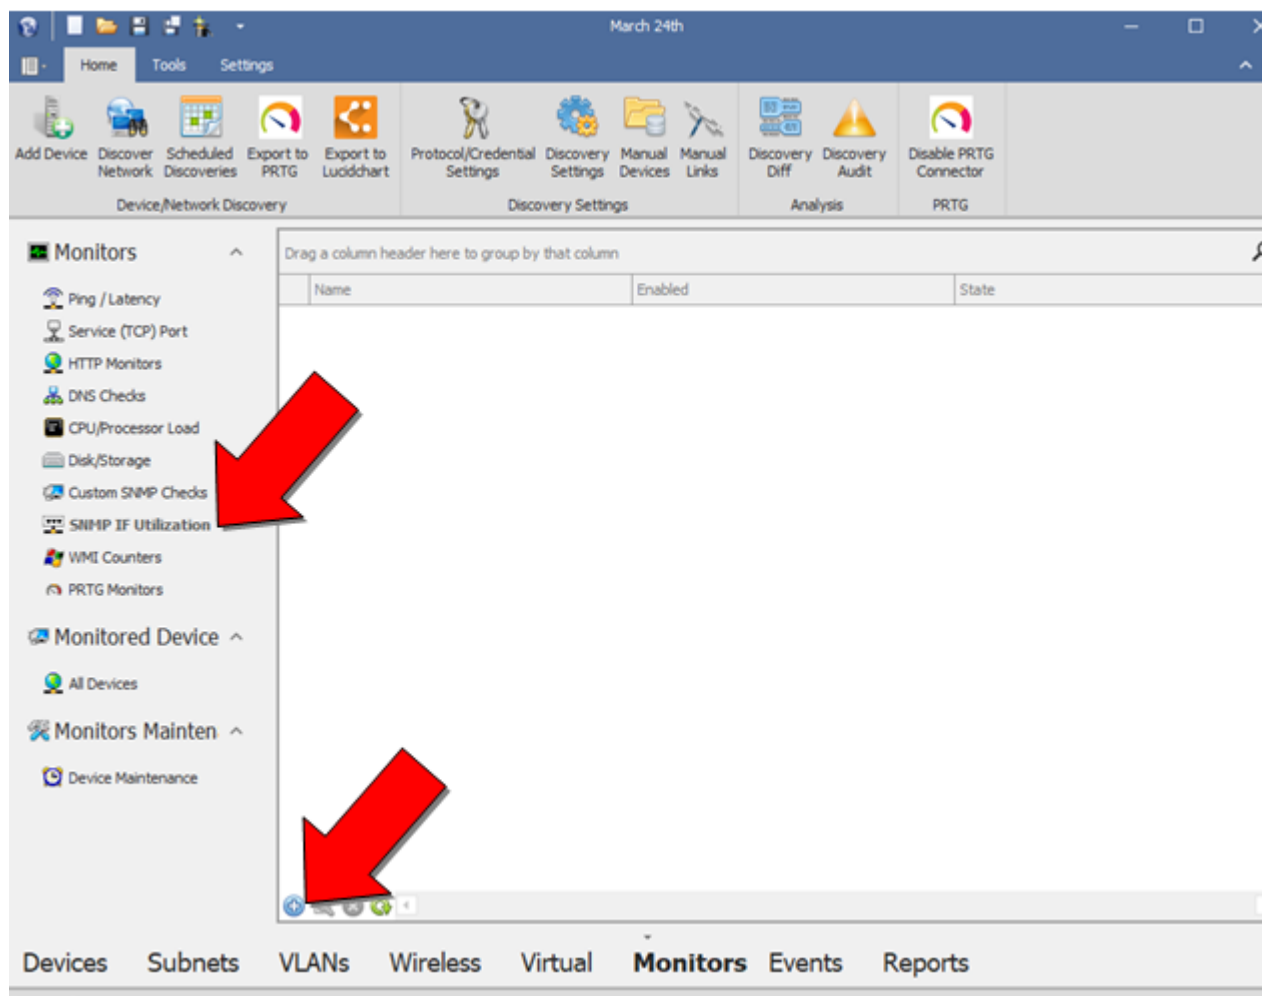 March 24th
Home Tools Settings
Add Device Discover Network Scheduled Discoveries Export to PRTG Export to Lucidchart Protocol/Credential Settings Discovery Settings Manual Devices Manual Links Discovery Diff Discovery Audit Disable PRTG Connector
Device/Network Discovery Discovery Settings Analysis PRTG
Monitors
Ping / Latency
Service (TCP) Port
HTTP Monitors
DNS Checks
CPU/Processor Load
Disk/Storage
Custom SNMP Checks
SNMP IF Utilization
WMI Counters
PRTG Monitors
Monitored Device
All Devices
Monitors Mainten
Device Maintenance
Drag a column header here to group by that column
Name Enabled State
Devices Subnets VLANs Wireless Virtual Monitors Events Reports